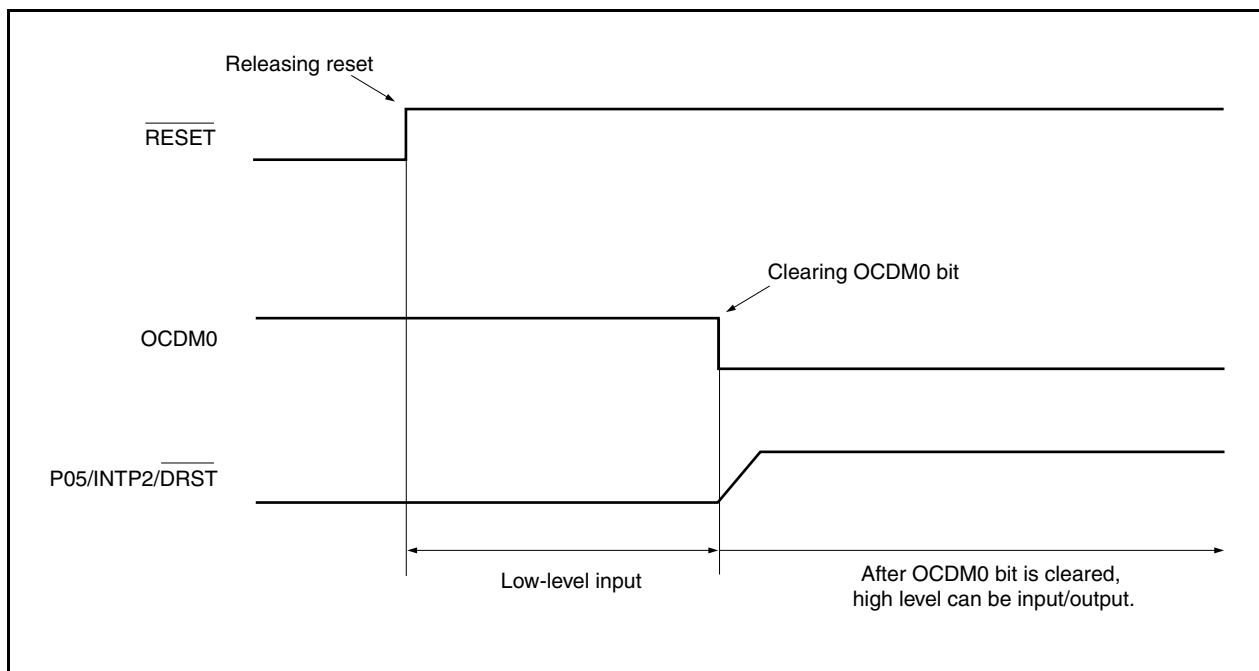 Releasing reset
RESET
Clearing OCDM0 bit
OCDM0
P05/INTP2/DRST
Low-level input
After OCDM0 bit is cleared,
high level can be input/output.